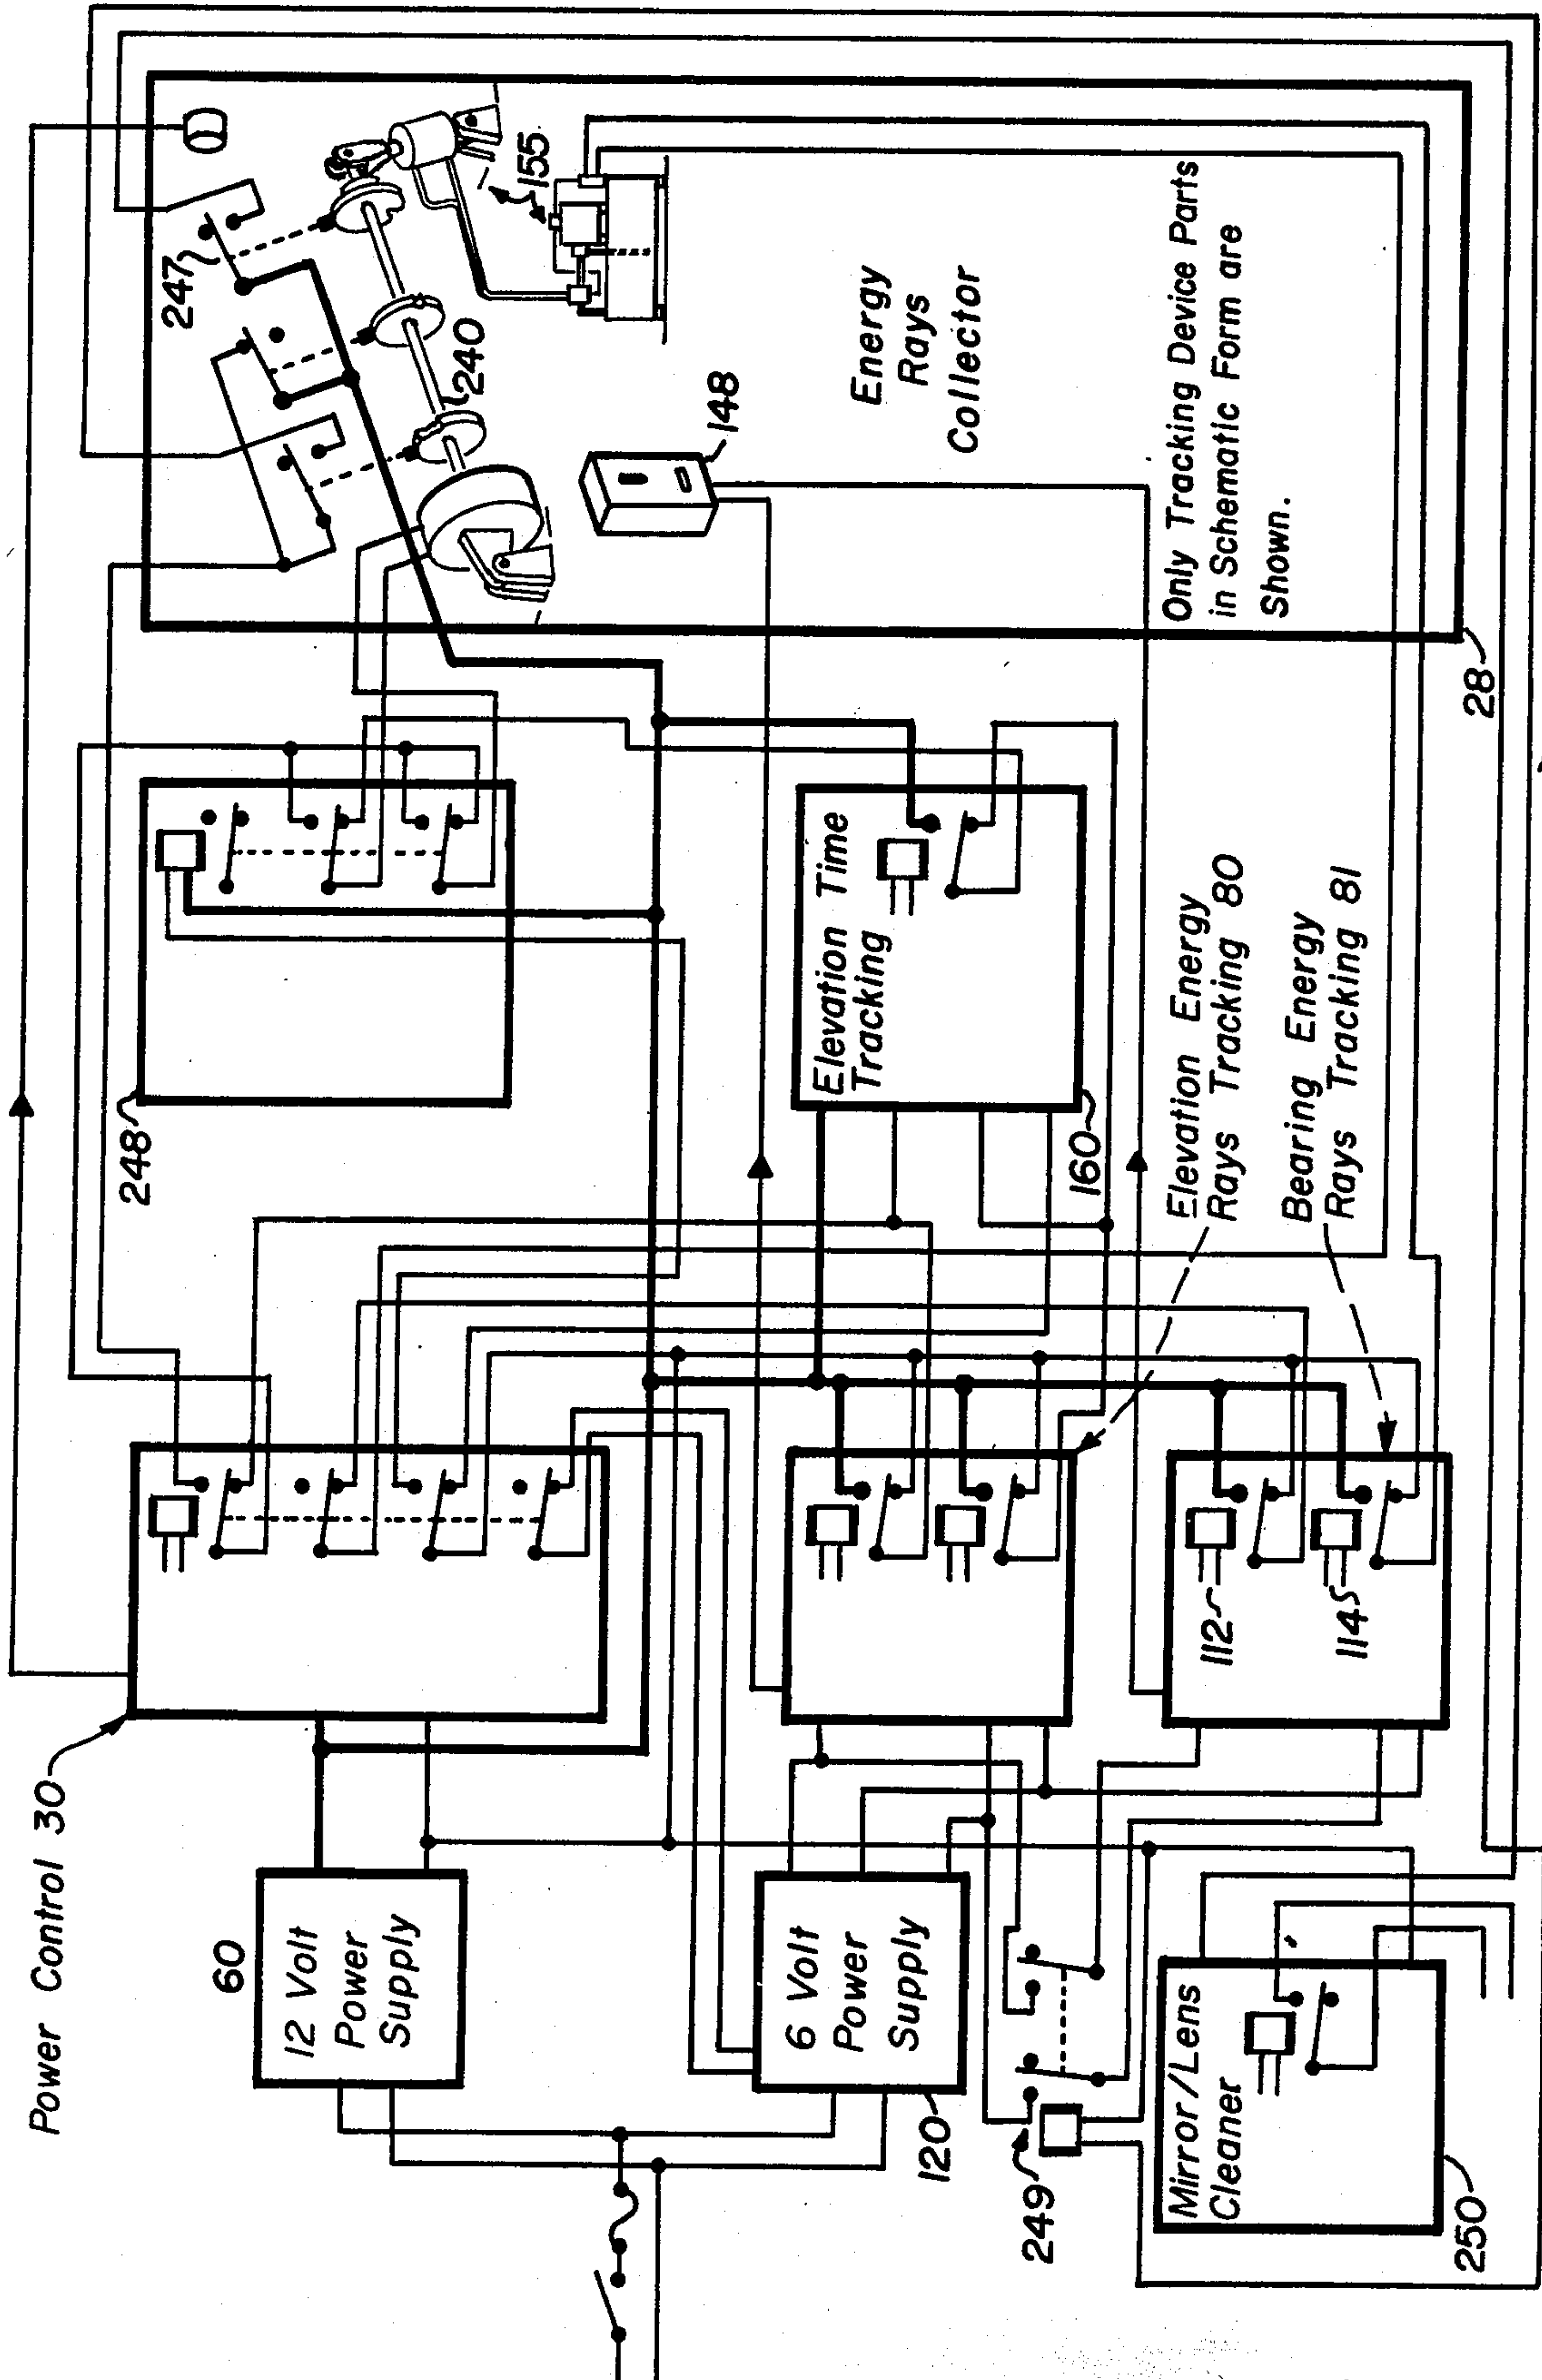 Power Control 30
60
12 Volt
Power
Supply
6 Volt
Power
Supply
120
249
Mirror/Lens
Cleaner
250
112
114
248
Elevation Time
Tracking
160
Elevation Energy
Rays Tracking 80
Bearing Energy
Rays Tracking 81
247
240
155
148
Energy
Rays
Collector
Only Tracking Device Parts
in Schematic Form are
Shown.
28